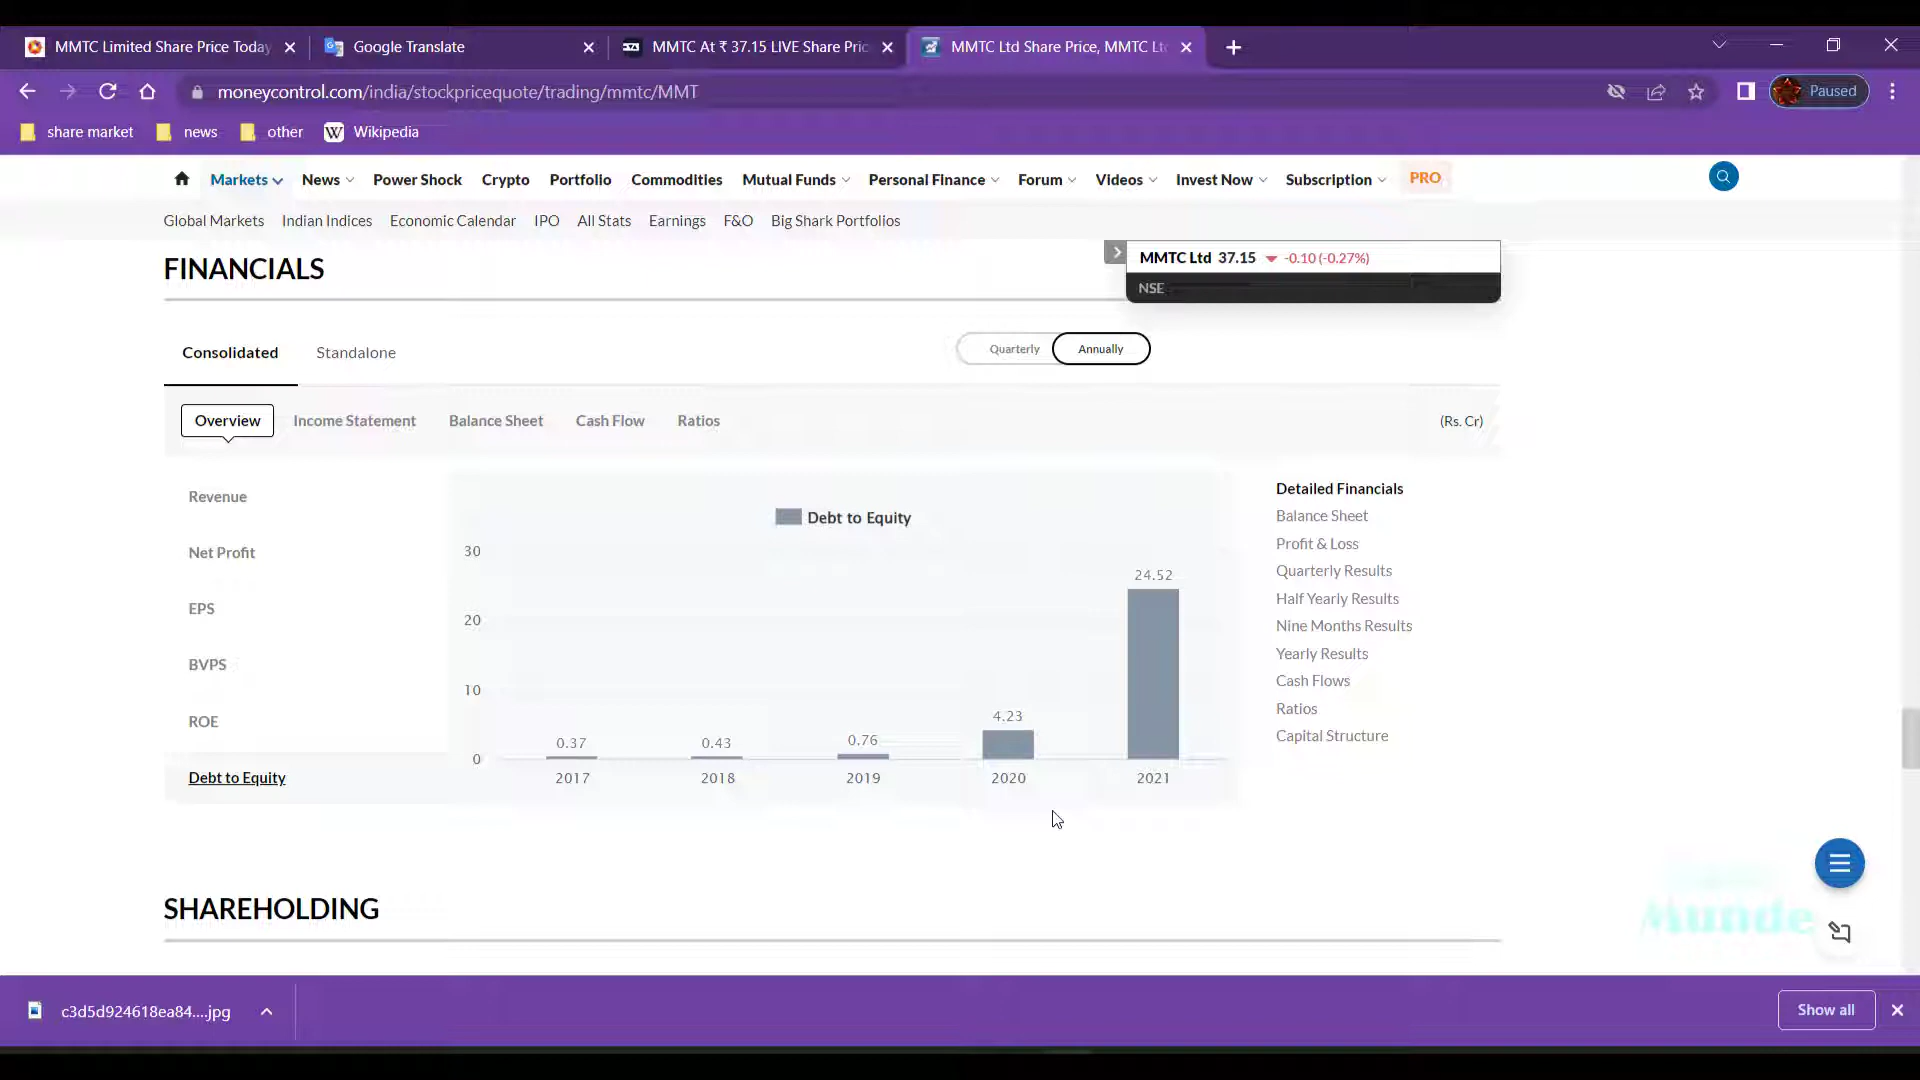 MMTC Limited Share Price Today
Google Translate
MMTC At ₹ 37.15 LIVE Share Pric
MMTC Ltd Share Price, MMTC Lt
moneycontrol.com/india/stockpricequote/trading/mmtc/MMT
Paused
share market
news
other
W Wikipedia
Markets
News
Power Shock
Crypto
Portfolio
Commodities
Mutual Funds
Personal Finance
Forum
Videos
Invest Now
Subscription
PRO
Global Markets
Indian Indices
Economic Calendar
IPO
All Stats
Earnings
F&O
Big Shark Portfolios
FINANCIALS
MMTC Ltd 37.15 -0.10 (-0.27%)
NSE
Consolidated
Standalone
Quarterly
Annually
Overview
Income Statement
Balance Sheet
Cash Flow
Ratios
(Rs. Cr)
Revenue
Net Profit
EPS
BVPS
ROE
Debt to Equity
Debt to Equity
30
20
10
0
0.37
0.43
0.76
4.23
24.52
2017
2018
2019
2020
2021
Detailed Financials
Balance Sheet
Profit & Loss
Quarterly Results
Half Yearly Results
Nine Months Results
Yearly Results
Cash Flows
Ratios
Capital Structure
SHAREHOLDING
Munde
c3d5d924618ea84....jpg
Show all